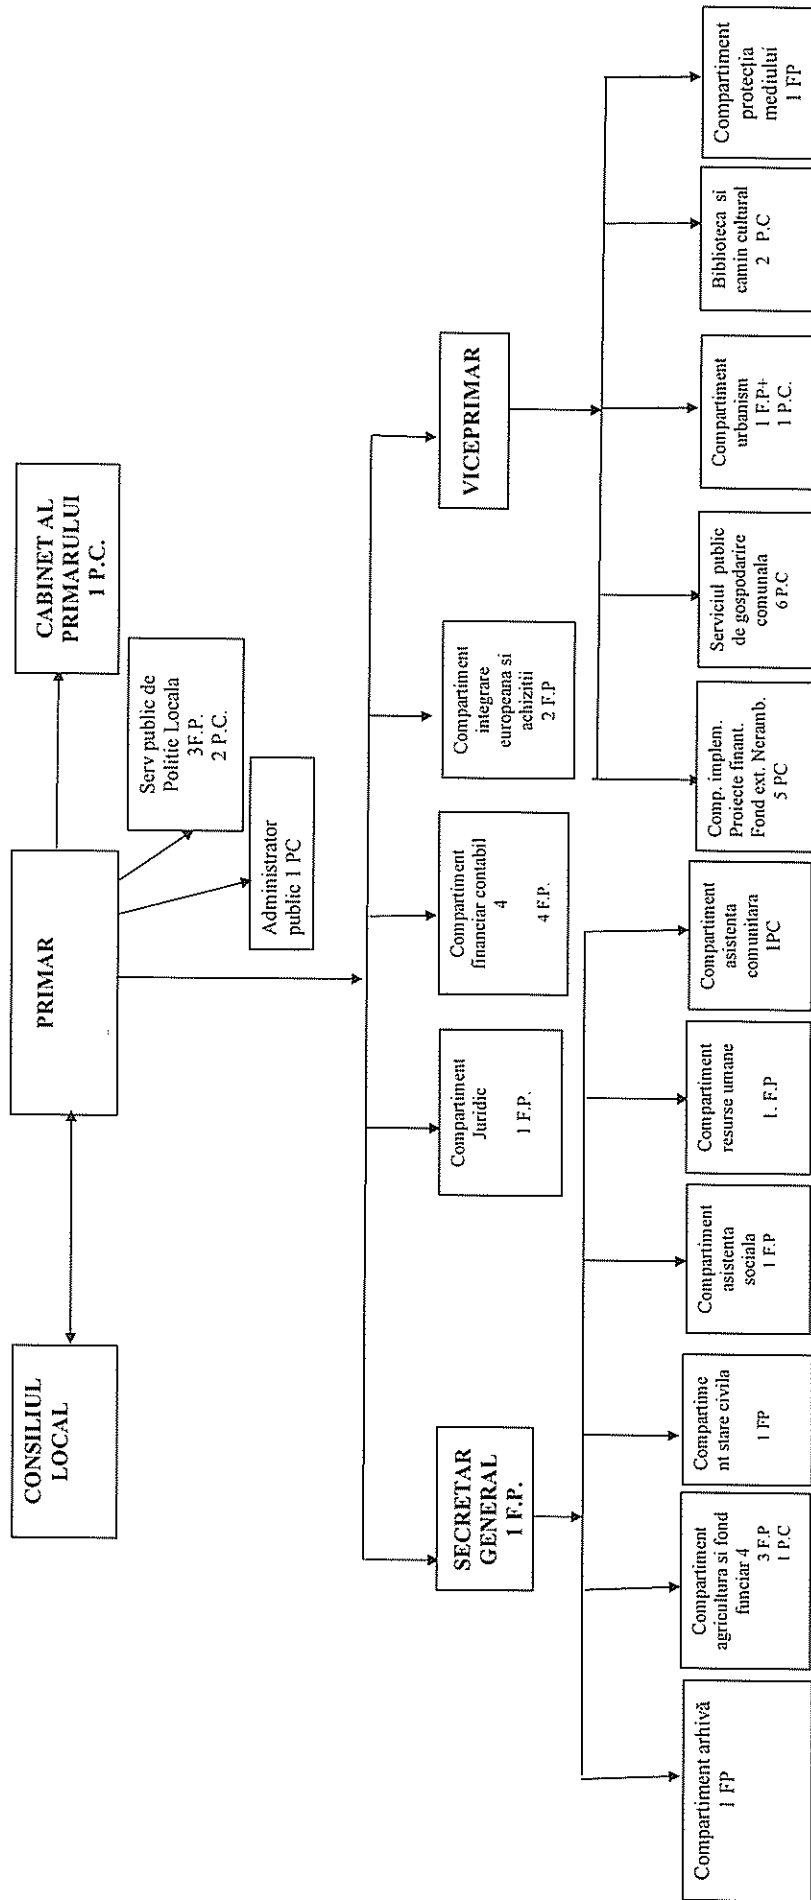 CONSILIUL
LOCAL
PRIMAR
CABINET AL
PRIMARULUI
1 P.C.
Serv public de
Politie Locala
3F.P.
2 P.C.
Administrator
public 1 PC
SECRETAR
GENERAL
1 F.P.
Compartiment
Juridic
1 F.P.
Compartiment
financiar contabil
4
4 F.P.
Compartiment
integrare
europeana si
achizitii
2 F.P
VICEPRIMAR
Compartiment arhivă
1 FP
Compartiment
agricultura si fond
funciar 4
3 F.P
1 P.C
Compartime
nt stare civila
1 FP
Compartiment
asistenta
sociala
1 F.P
Compartiment
resurse umane
1. F.P
Compartiment
asistenta
comunitara
1PC
Comp. implem.
Proiecte finant.
Fond ext. Neramb.
5 PC
Serviciul public
de gospodarire
comunala
6 P.C
Compartiment
urbanism
1 F.P+
1 P.C.
Biblioteca si
camin cultural
2 P.C
Compartiment
protecția
mediului
1 FP